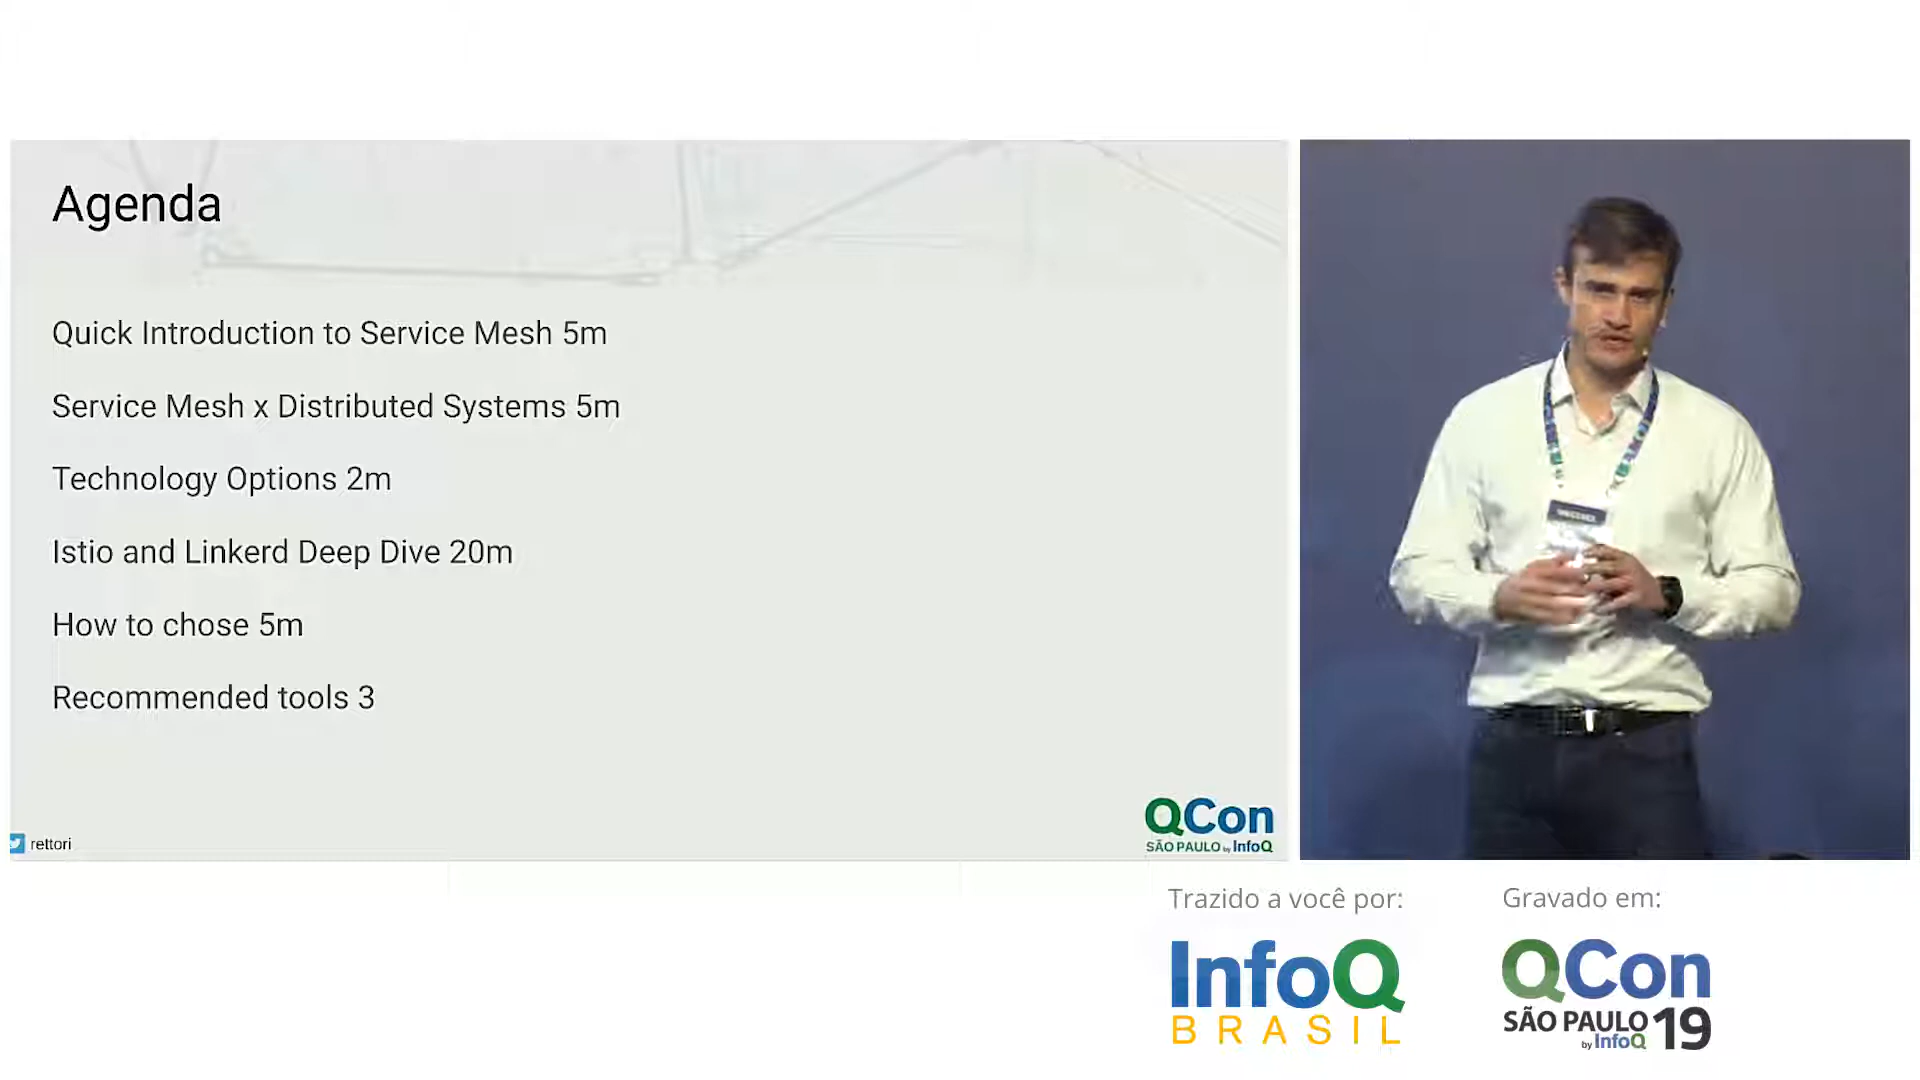 Agenda
Quick Introduction to Service Mesh 5m
Service Mesh x Distributed Systems 5m
Technology Options 2m
Istio and Linkerd Deep Dive 20m
How to chose 5m
Recommended tools 3
rettori
QCon
SÃO PAULO by InfoQ
Trazido a você por:
InfoQ
BRASIL
Gravado em:
QCon
SÃO PAULO 19
by InfoQ